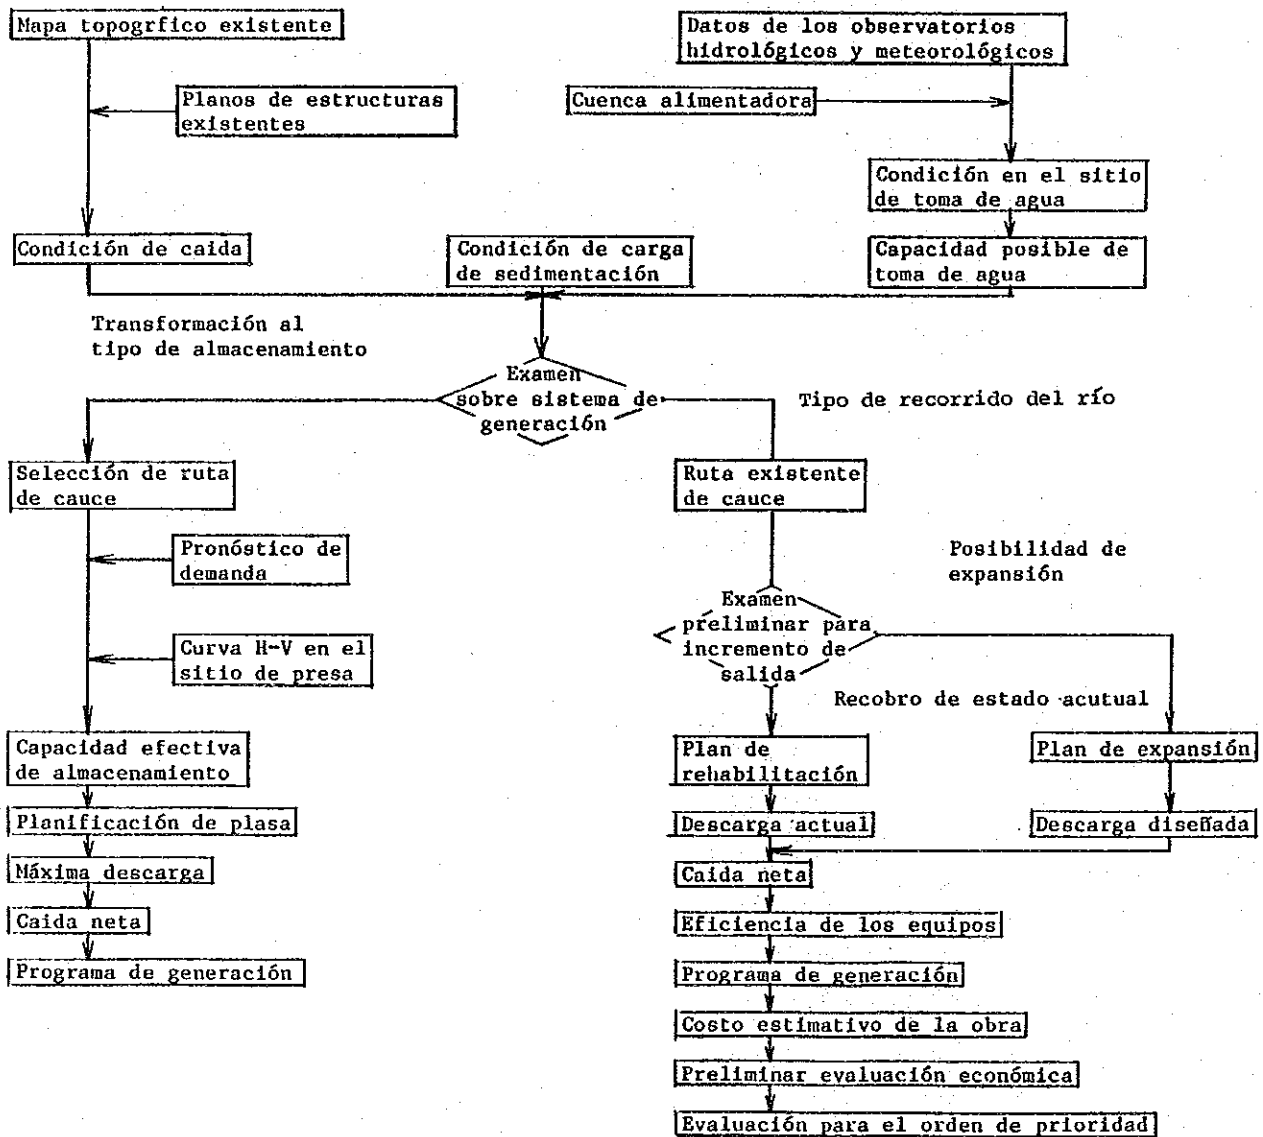 Mapa topogrfico existente
Datos de los observatorios
hidrológicos y meteorológicos
Planos de estructuras
existentes
Cuenca alimentadora
Condición en el sitio
de toma de agua
Condición de caida
Condición de carga
de sedimentación
Capacidad posible de
toma de agua
Transformación al
tipo de almacenamiento
Examen
sobre sistema de
generación
Tipo de recorrido del río
Selección de ruta
de cauce
Ruta existente
de cauce
Pronóstico de
demanda
Posibilidad de
expansión
Examen
preliminar para
incremento de
salida
Curva H-V en el
sitio de presa
Recobro de estado acutual
Capacidad efectiva
de almacenamiento
Plan de
rehabilitación
Plan de expansión
Planificación de plasa
Descarga actual
Descarga diseñada
Máxima descarga
Caida neta
Caida neta
Eficiencia de los equipos
Programa de generación
Programa de generación
Costo estimativo de la obra
Preliminar evaluación económica
Evaluación para el orden de prioridad